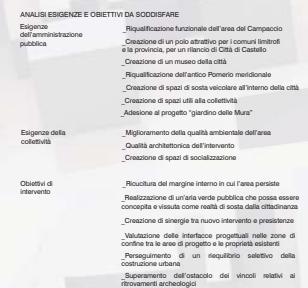 ANALISI ESIGENZE E OBIETTIVI DA SODDISFARE
Esigenze
dell'amministrazione
pubblica
_Riqualificazione funzionale dell'area del Campaccio
_Creazione di un polo attrattivo per i comuni limitrofi
e la provincia, per un rilancio di Città di Castello
_Creazione di un museo della città
_Riqualificazione dell'antico Pomerio meridionale
_Creazione di spazi di sosta veicolare all'interno della città
_Creazione di spazi utili alla collettività
_Adesione al progetto "giardino delle Mura"
Esigenze della
collettività
_Miglioramento della qualità ambientale dell'area
_Qualità architettonica dell'intervento
_Creazione di spazi di socializzazione
Obiettivi di
intervento
_Ricucitura del margine interno in cui l'area persiste
_Realizzazione di un'aria verde pubblica che possa essere
concepita e vissuta come realtà di sosta dalla cittadinanza
_Creazione di sinergie tra nuovo intervento e presistenze
_Valutazione delle interfacce progettuali nelle zone di
confine tra le area di progetto e le proprietà esistenti
_Perseguimento di un riequilibrio selettivo della
costruzione urbana
_Superamento dell'ostacolo dei vincoli relativi ai
ritrovamenti archeologici